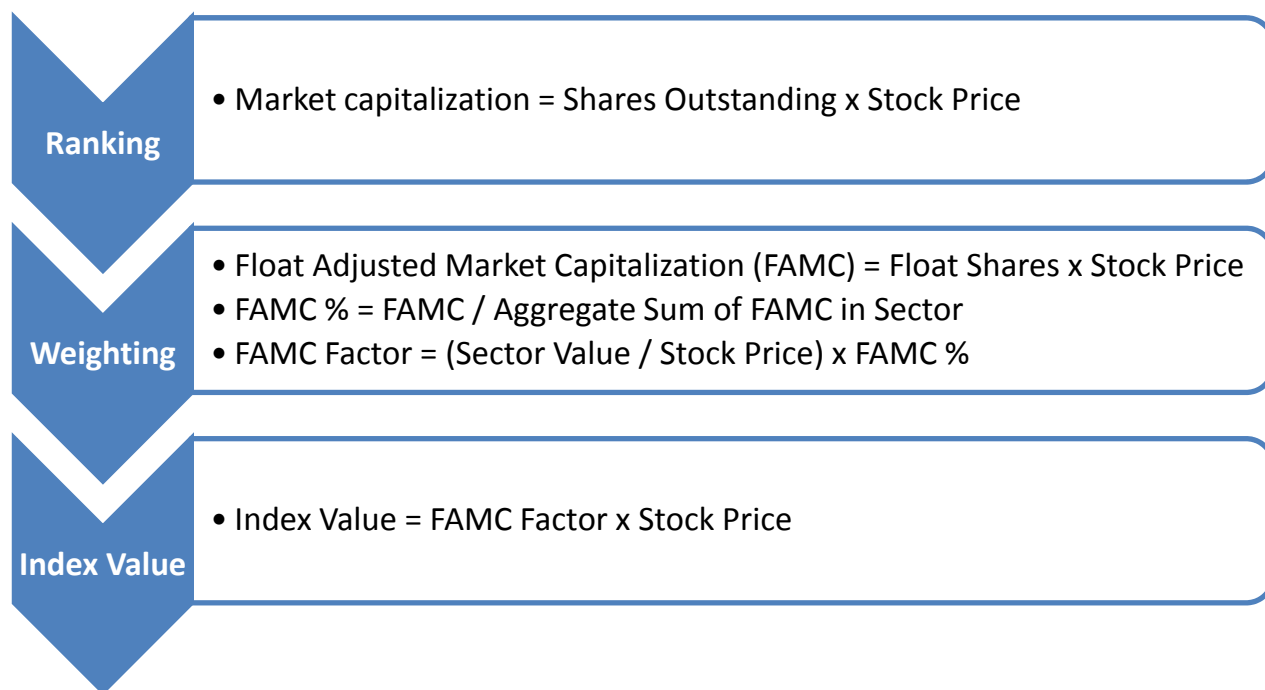 Ranking
• Market capitalization = Shares Outstanding x Stock Price
Weighting
• Float Adjusted Market Capitalization (FAMC) = Float Shares x Stock Price
• FAMC % = FAMC / Aggregate Sum of FAMC in Sector
• FAMC Factor = (Sector Value / Stock Price) x FAMC %
Index Value
• Index Value = FAMC Factor x Stock Price